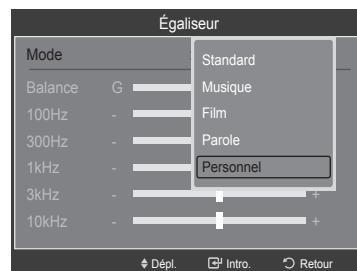 Égaliseur
Mode :
Standard
Musique
Film
Parole
Personnel
Balance G
100Hz - +
300Hz - +
1kHz - +
3kHz - +
10kHz - +
Dépl. Intro. Retour